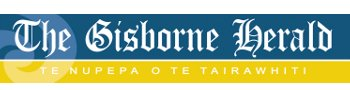 The Gisborne Herald
TE NUPEPA O TE TAIRAWHITI